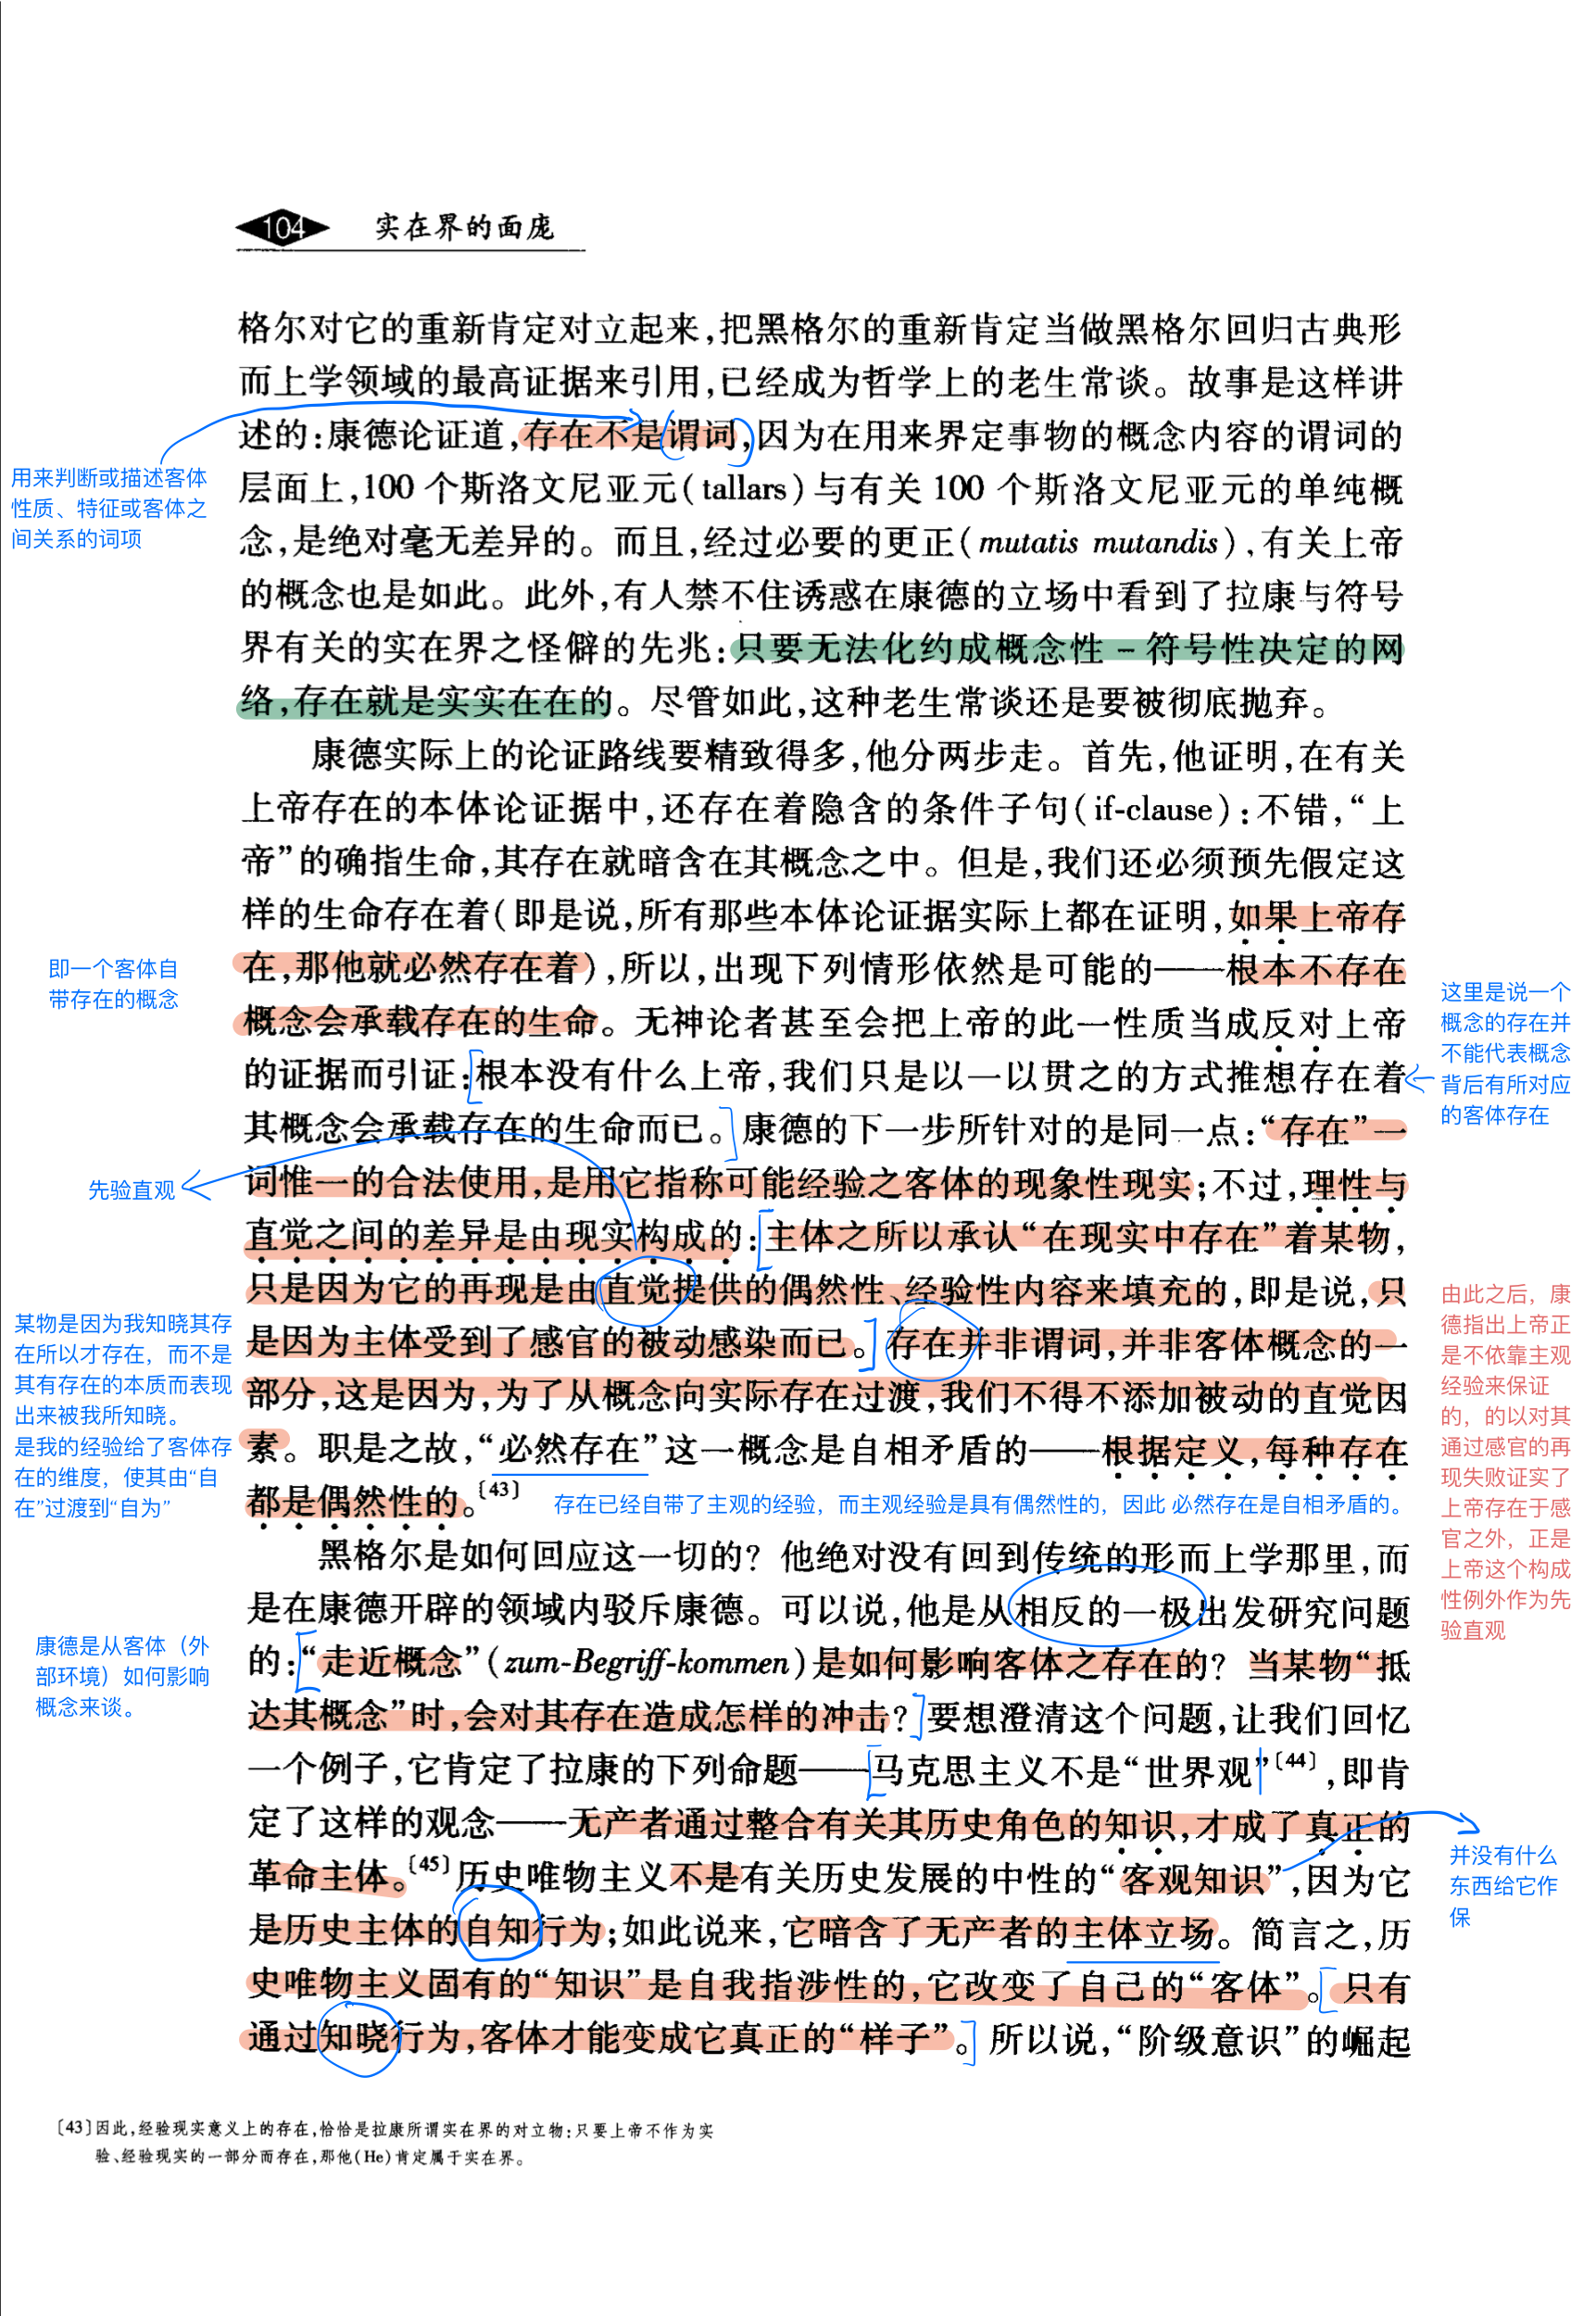 104 实在界的面庞
格尔对它的重新肯定对立起来,把黑格尔的重新肯定当做黑格尔回归古典形
而上学领域的最高证据来引用,已经成为哲学上的老生常谈。故事是这样讲
述的:康德论证道,存在不是谓词,因为在用来界定事物的概念内容的谓词的
层面上,100 个斯洛文尼亚元(tallars)与有关 100 个斯洛文尼亚元的单纯概
念,是绝对毫无差异的。而且,经过必要的更正(mutatis mutandis),有关上帝
的概念也是如此。此外,有人禁不住诱惑在康德的立场中看到了拉康与符号
界有关的实在界之怪僻的先兆:只要无法化约成概念性－符号性决定的网
络,存在就是实实在在的。尽管如此,这种老生常谈还是要被彻底抛弃。
康德实际上的论证路线要精致得多,他分两步走。首先,他证明,在有关
上帝存在的本体论证据中,还存在着隐含的条件子句(if-clause):不错,“上
帝”的确指生命,其存在就暗含在其概念之中。但是,我们还必须预先假定这
样的生命存在着(即是说,所有那些本体论证据实际上都在证明,如果上帝存
在,那他就必然存在着),所以,出现下列情形依然是可能的——根本不存在
概念会承载存在的生命。无神论者甚至会把上帝的此一性质当成反对上帝
的证据而引证:根本没有什么上帝,我们只是以一以贯之的方式推想存在着
其概念会承载存在的生命而已。康德的下一步所针对的是同一点:“存在”一
词惟一的合法使用,是用它指称可能经验之客体的现象性现实;不过,理性与
直觉之间的差异是由现实构成的:主体之所以承认“在现实中存在”着某物,
只是因为它的再现是由直觉提供的偶然性、经验性内容来填充的,即是说,只
是因为主体受到了感官的被动感染而已。存在并非谓词,并非客体概念的一
部分,这是因为,为了从概念向实际存在过渡,我们不得不添加被动的直觉因
素。职是之故,“必然存在”这一概念是自相矛盾的——根据定义,每种存在
都是偶然性的。〔43〕
存在已经自带了主观的经验，而主观经验是具有偶然性的，因此 必然存在是自相矛盾的。
黑格尔是如何回应这一切的？他绝对没有回到传统的形而上学那里,而
是在康德开辟的领域内驳斥康德。可以说,他是从相反的一极出发研究问题
的:“走近概念”(zum-Begriff-kommen)是如何影响客体之存在的？当某物“抵
达其概念”时,会对其存在造成怎样的冲击？要想澄清这个问题,让我们回忆
一个例子,它肯定了拉康的下列命题——马克思主义不是“世界观”〔44〕,即肯
定了这样的观念——无产者通过整合有关其历史角色的知识,才成了真正的
革命主体。〔45〕历史唯物主义不是有关历史发展的中性的“客观知识”,因为它
是历史主体的自知行为;如此说来,它暗含了无产者的主体立场。简言之,历
史唯物主义固有的“知识”是自我指涉性的,它改变了自己的“客体”。只有
通过知晓行为,客体才能变成它真正的“样子”。所以说,“阶级意识”的崛起
〔43〕因此,经验现实意义上的存在,恰恰是拉康所谓实在界的对立物:只要上帝不作为实
验、经验现实的一部分而存在,那他(He)肯定属于实在界。
用来判断或描述客体
性质、特征或客体之
间关系的词项
即一个客体自
带存在的概念
先验直观
某物是因为我知晓其存
在所以才存在，而不是
其有存在的本质而表现
出来被我所知晓。
是我的经验给了客体存
在的维度，使其由“自
在”过渡到“自为”
康德是从客体（外
部环境）如何影响
概念来谈。
这里是说一个
概念的存在并
不能代表概念
背后有所对应
的客体存在
由此之后，康
德指出上帝正
是不依靠主观
经验来保证
的，的以对其
通过感官的再
现失败证实了
上帝存在于感
官之外，正是
上帝这个构成
性例外作为先
验直观
并没有什么
东西给它作
保